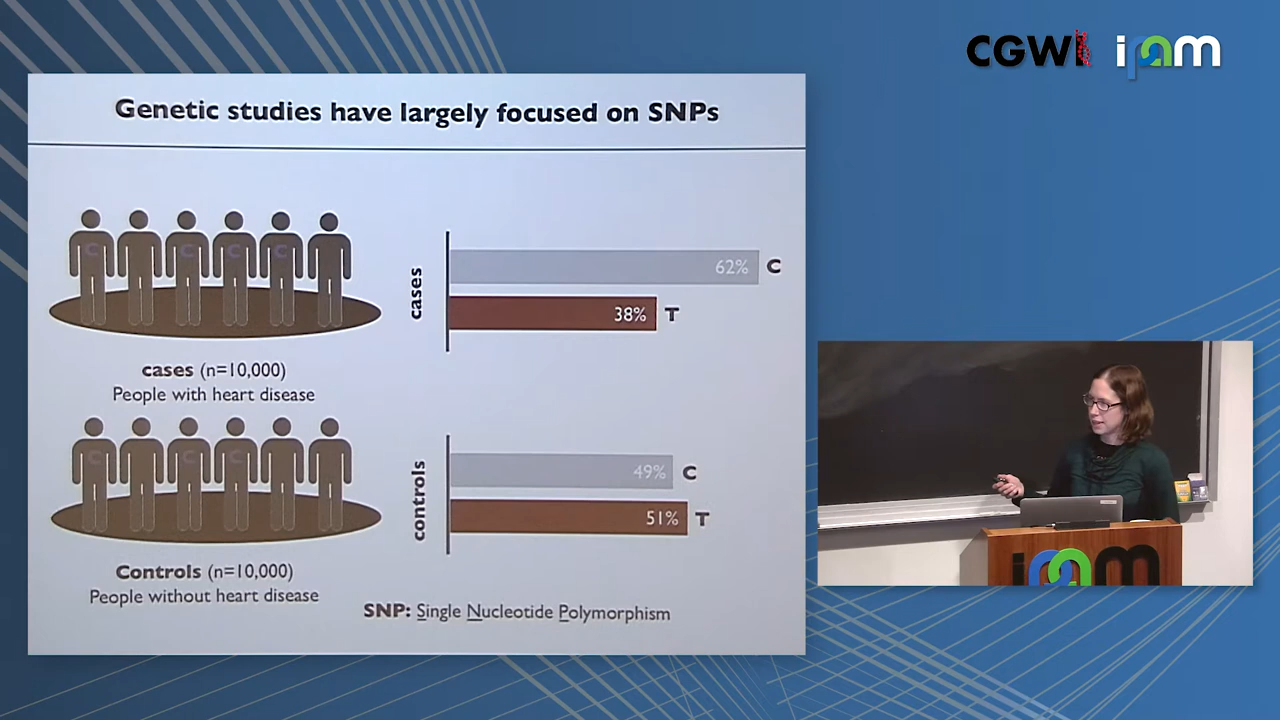 CGWI ipam
Genetic studies have largely focused on SNPs
C C C C
cases
62% C
38% T
cases (n=10,000)
People with heart disease
C C C
controls
49% C
51% T
Controls (n=10,000)
People without heart disease
SNP: Single Nucleotide Polymorphism
ipam